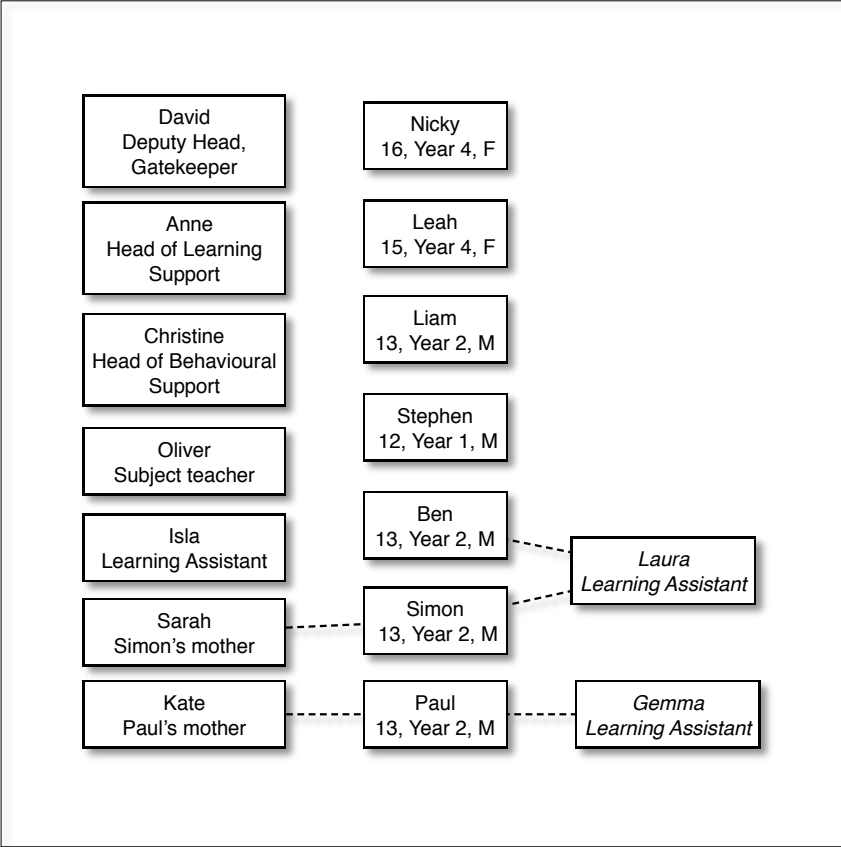 David
Deputy Head,
Gatekeeper
Anne
Head of Learning
Support
Christine
Head of Behavioural
Support
Oliver
Subject teacher
Isla
Learning Assistant
Sarah
Simon's mother
Kate
Paul's mother
Nicky
16, Year 4, F
Leah
15, Year 4, F
Liam
13, Year 2, M
Stephen
12, Year 1, M
Ben
13, Year 2, M
Simon
13, Year 2, M
Paul
13, Year 2, M
Laura
Learning Assistant
Gemma
Learning Assistant